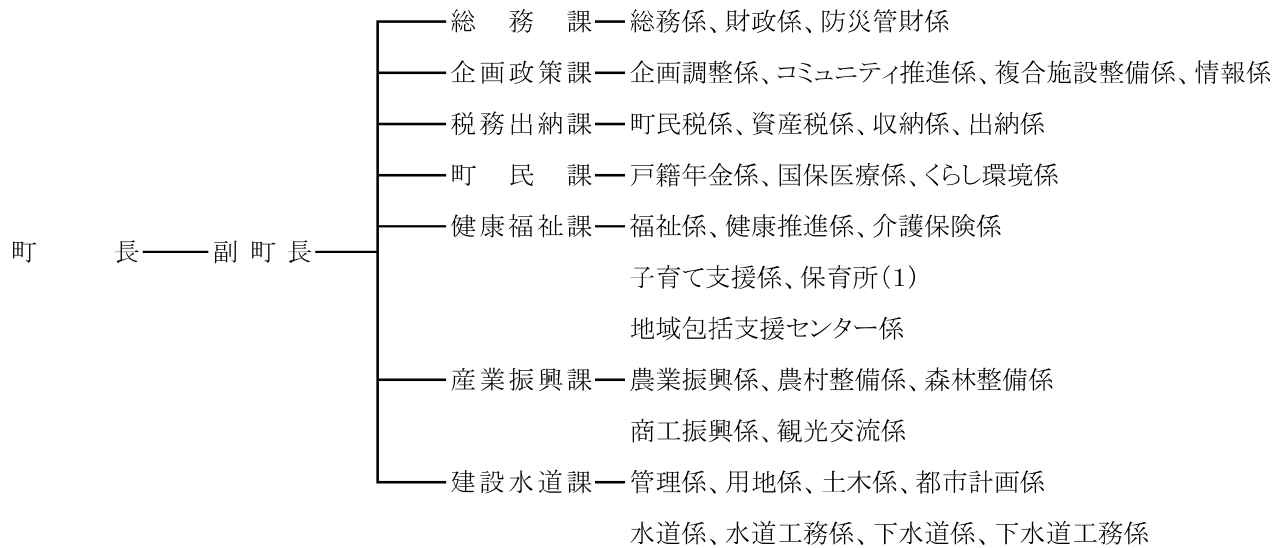 総務課 総務係、財政係、防災管財係
企画政策課 企画調整係、コミュニティ推進係、複合施設整備係、情報係
税務出納課 町民税係、資産税係、収納係、出納係
町民課 戸籍年金係、国保医療係、くらし環境係
健康福祉課 福祉係、健康推進係、介護保険係
町長 副町長
子育て支援係、保育所(1)
地域包括支援センター係
産業振興課 農業振興係、農村整備係、森林整備係
商工振興係、観光交流係
建設水道課 管理係、用地係、土木係、都市計画係
水道係、水道工務係、下水道係、下水道工務係